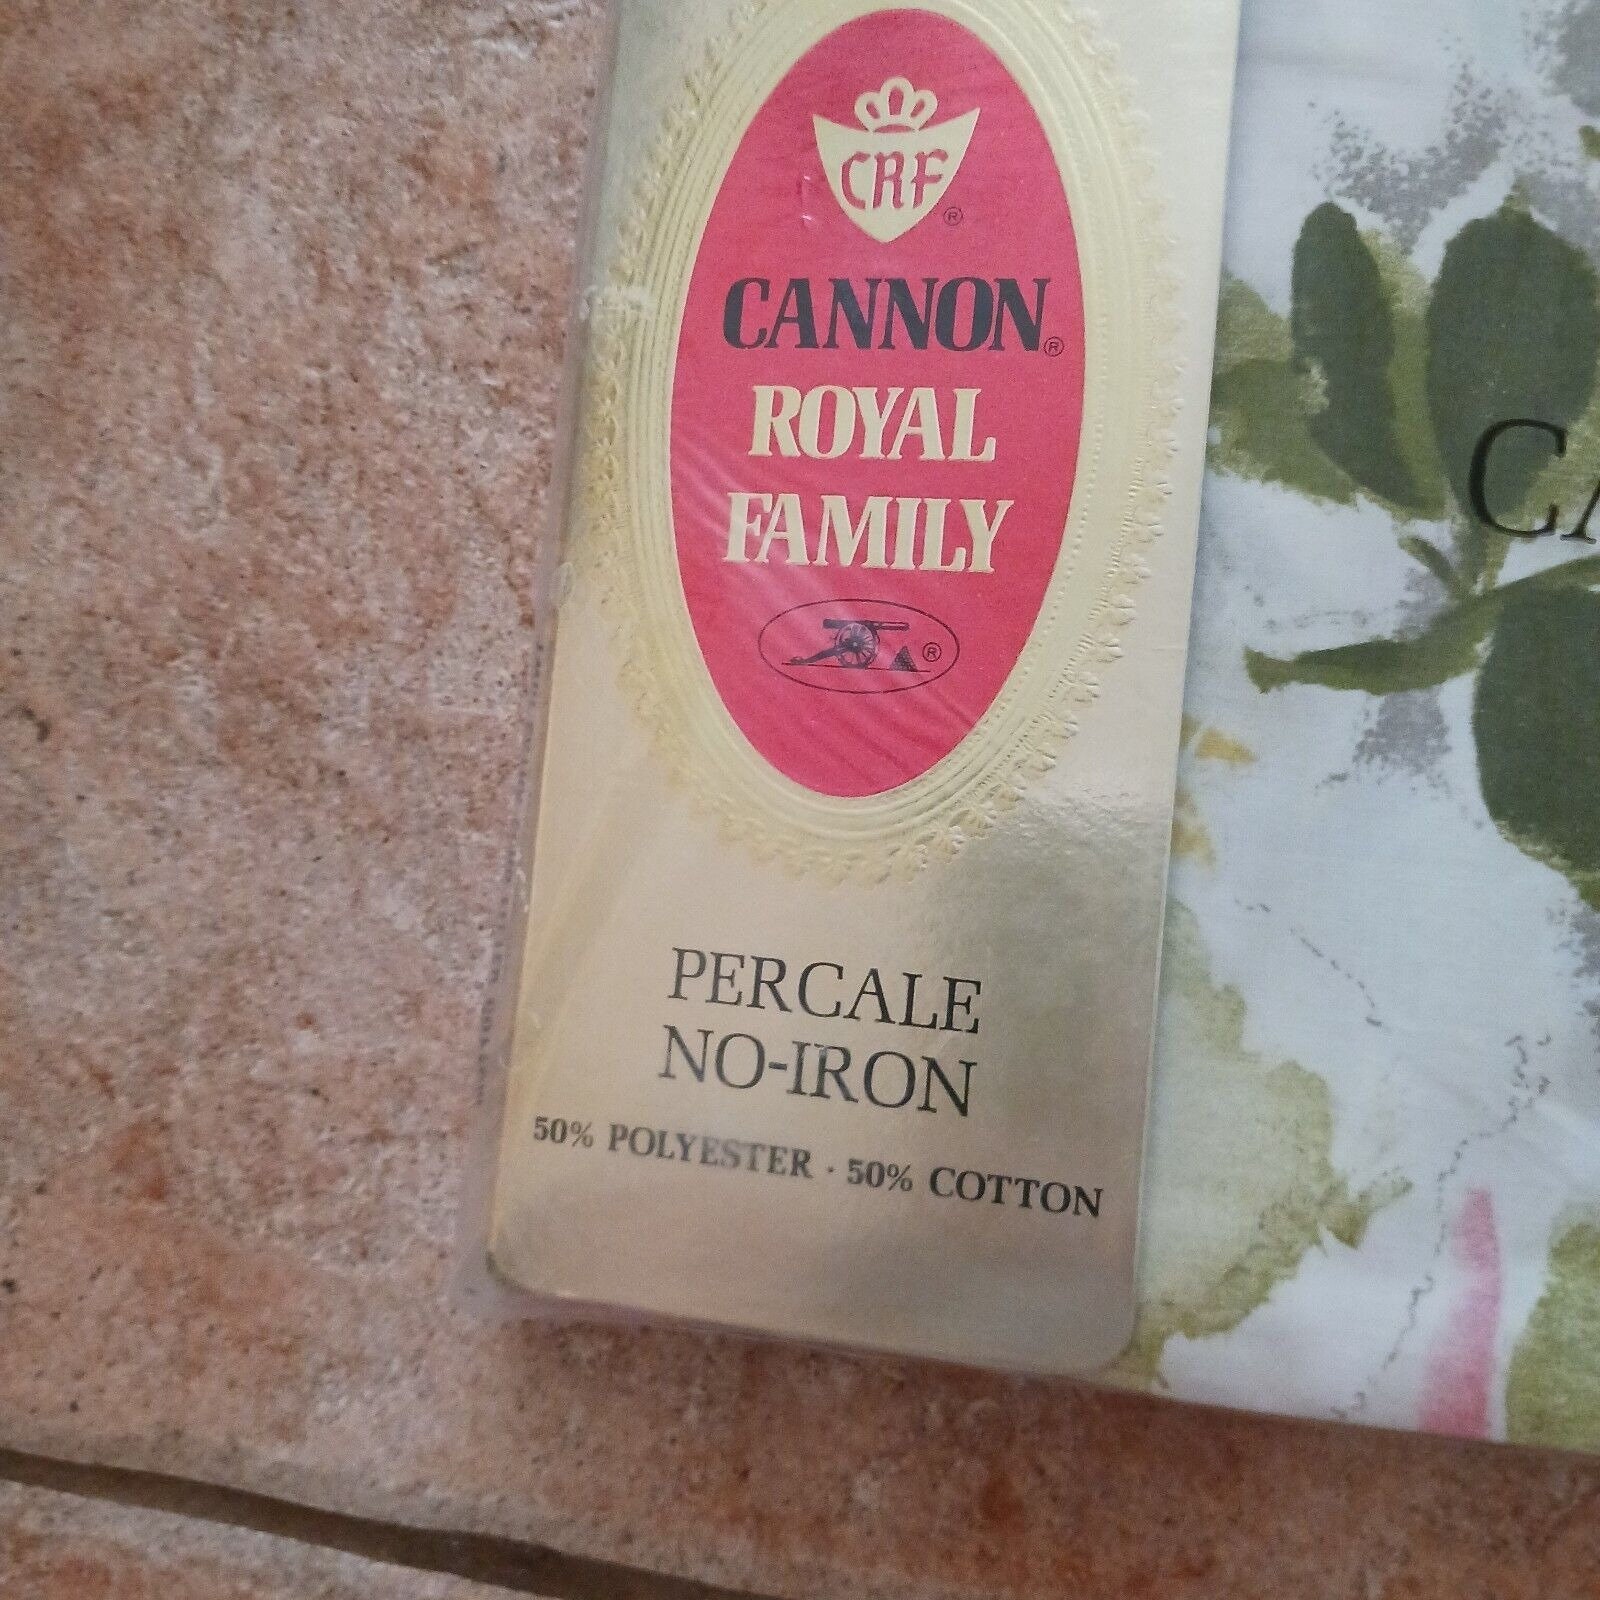 CRF®
CANNON®
ROYAL
FAMILY
®
PERCALE
NO-IRON
50% POLYESTER · 50% COTTON